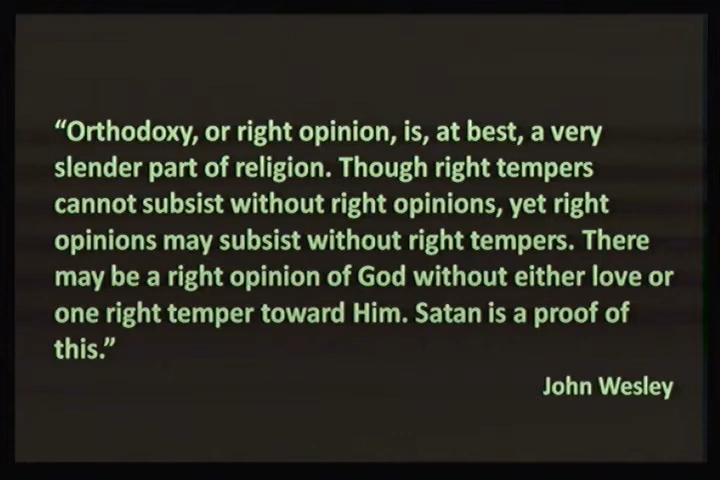 “Orthodoxy, or right opinion, is, at best, a very
slender part of religion. Though right tempers
cannot subsist without right opinions, yet right
opinions may subsist without right tempers. There
may be a right opinion of God without either love or
one right temper toward Him. Satan is a proof of
this.”
John Wesley